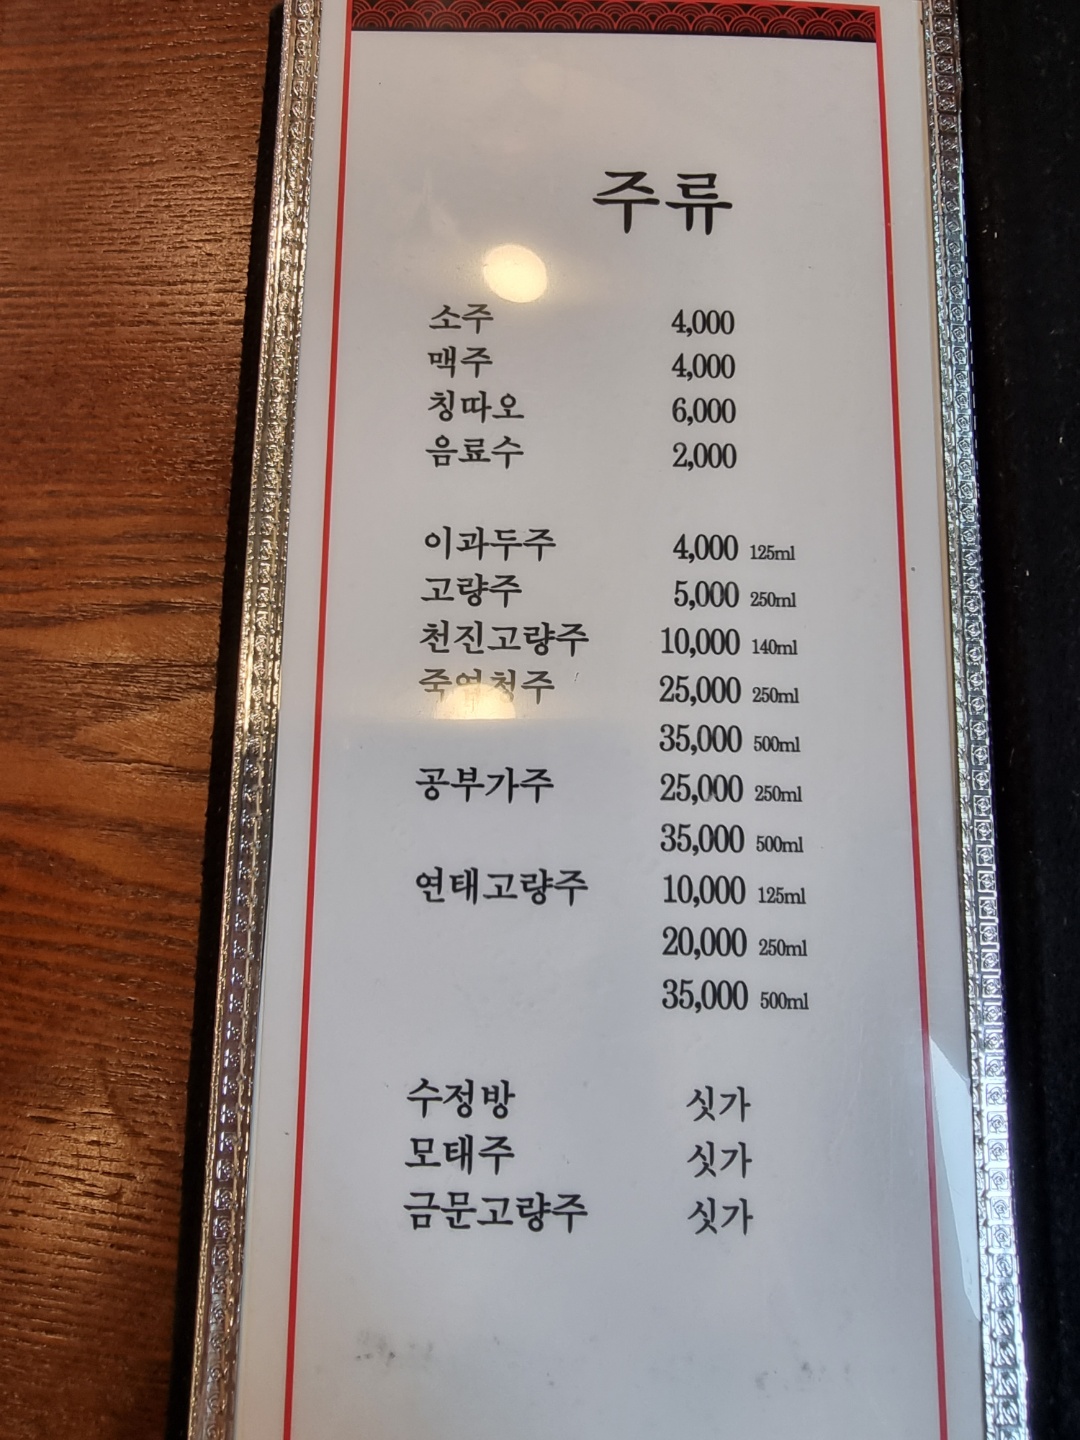 주류
소주 4,000
맥주 4,000
칭따오 6,000
음료수 2,000
이과두주 4,000 125ml
고량주 5,000 250ml
천진고량주 10,000 140ml
죽엽청주 25,000 250ml
35,000 500ml
공부가주 25,000 250ml
35,000 500ml
연태고량주 10,000 125ml
20,000 250ml
35,000 500ml
수정방 싯가
모태주 싯가
금문고량주 싯가